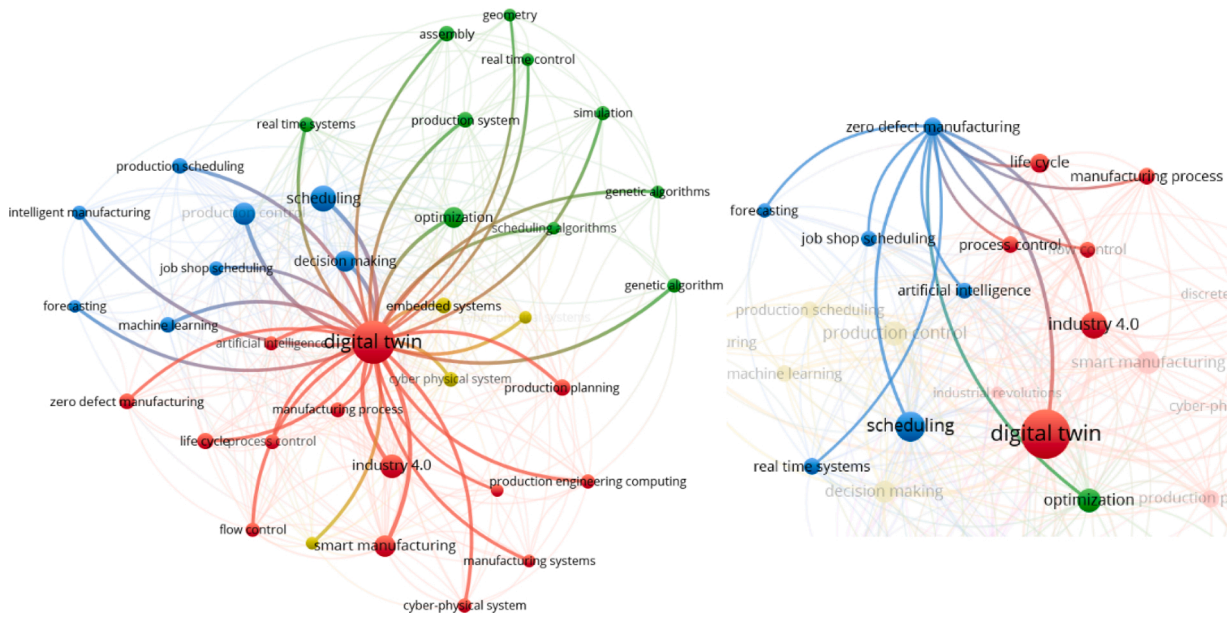 geometry
assembly
real time control
simulation
real time systems
production system
production scheduling
genetic algorithms
scheduling
intelligent manufacturing
production control
optimization
scheduling algorithms
decision making
job shop scheduling
genetic algorithm
forecasting
embedded systems
machine learning
artificial intelligence
digital twin
cyber physical system
production planning
zero defect manufacturing
manufacturing process
life cycle
process control
industry 4.0
production engineering computing
flow control
smart manufacturing
manufacturing systems
cyber-physical system
zero defect manufacturing
life cycle
manufacturing process
forecasting
job shop scheduling
process control
flow control
artificial intelligence
discrete
production scheduling
industry 4.0
production control
uring
smart manufacturing
machine learning
industrial revolutions
cyber-ph
scheduling
digital twin
real time systems
decision making
optimization
production p